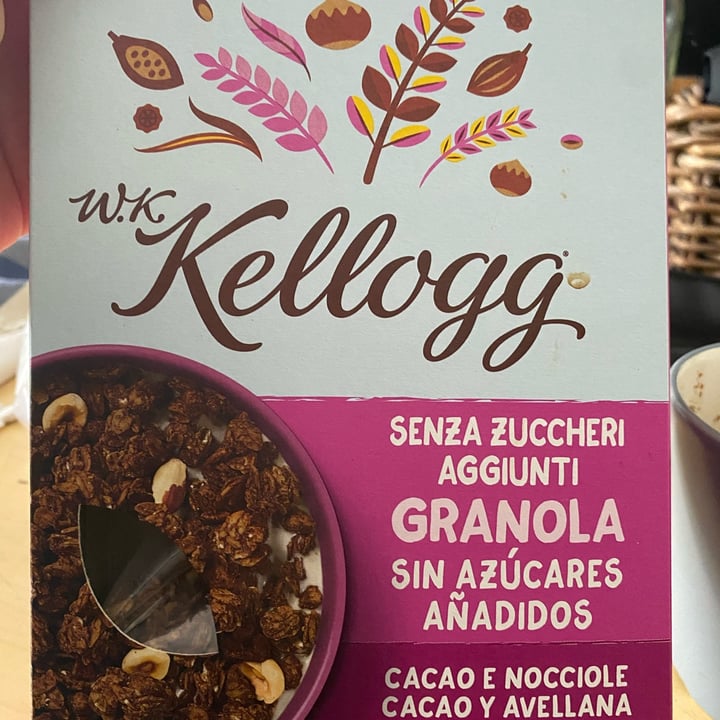 W.K.
Kellogg
SENZA ZUCCHERI
AGGIUNTI
GRANOLA
SIN AZÚCARES
AÑADIDOS
CACAO E NOCCIOLE
CACAO Y AVELLANA